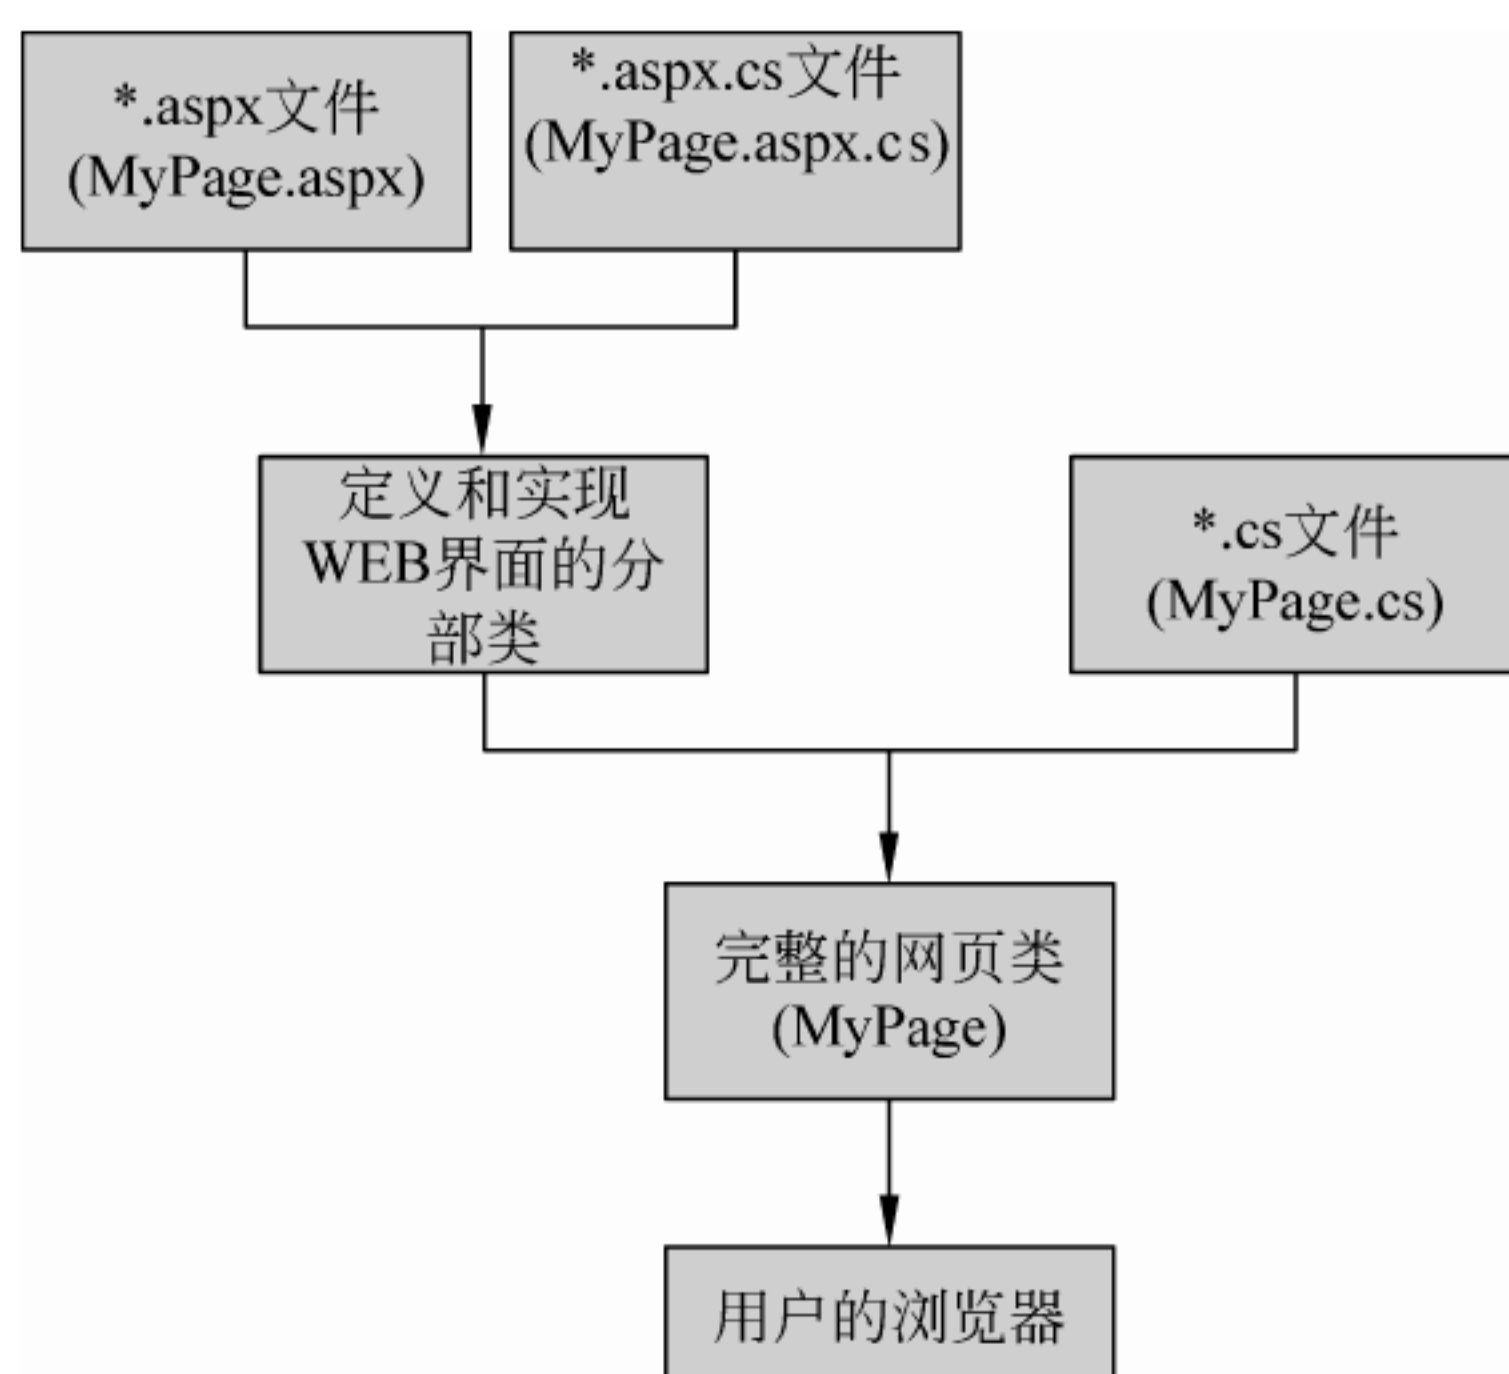 *.aspx文件
(MyPage.aspx)
*.aspx.cs文件
(MyPage.aspx.cs)
定义和实现
WEB界面的分
部类
*.cs文件
(MyPage.cs)
完整的网页类
(MyPage)
用户的浏览器